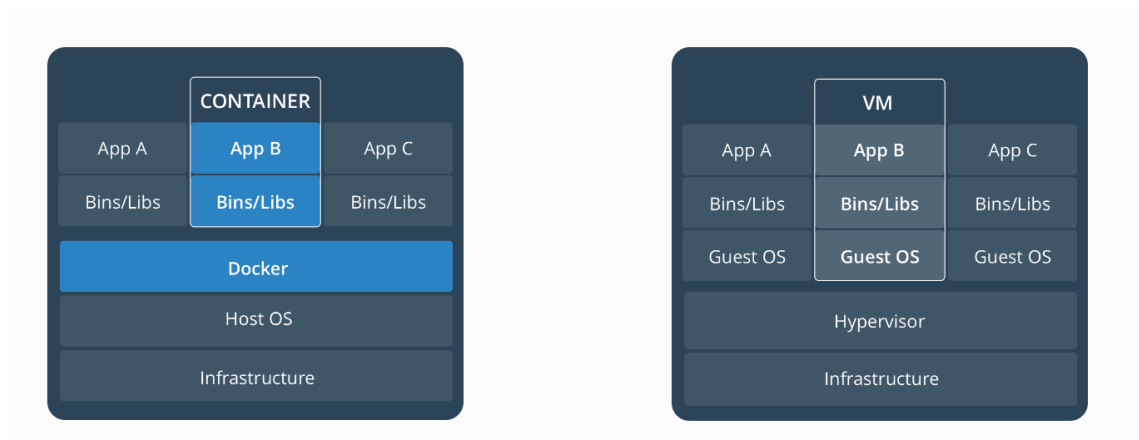 CONTAINER
App A App B App C
Bins/Libs Bins/Libs Bins/Libs
Docker
Host OS
Infrastructure
VM
App A App B App C
Bins/Libs Bins/Libs Bins/Libs
Guest OS Guest OS Guest OS
Hypervisor
Infrastructure